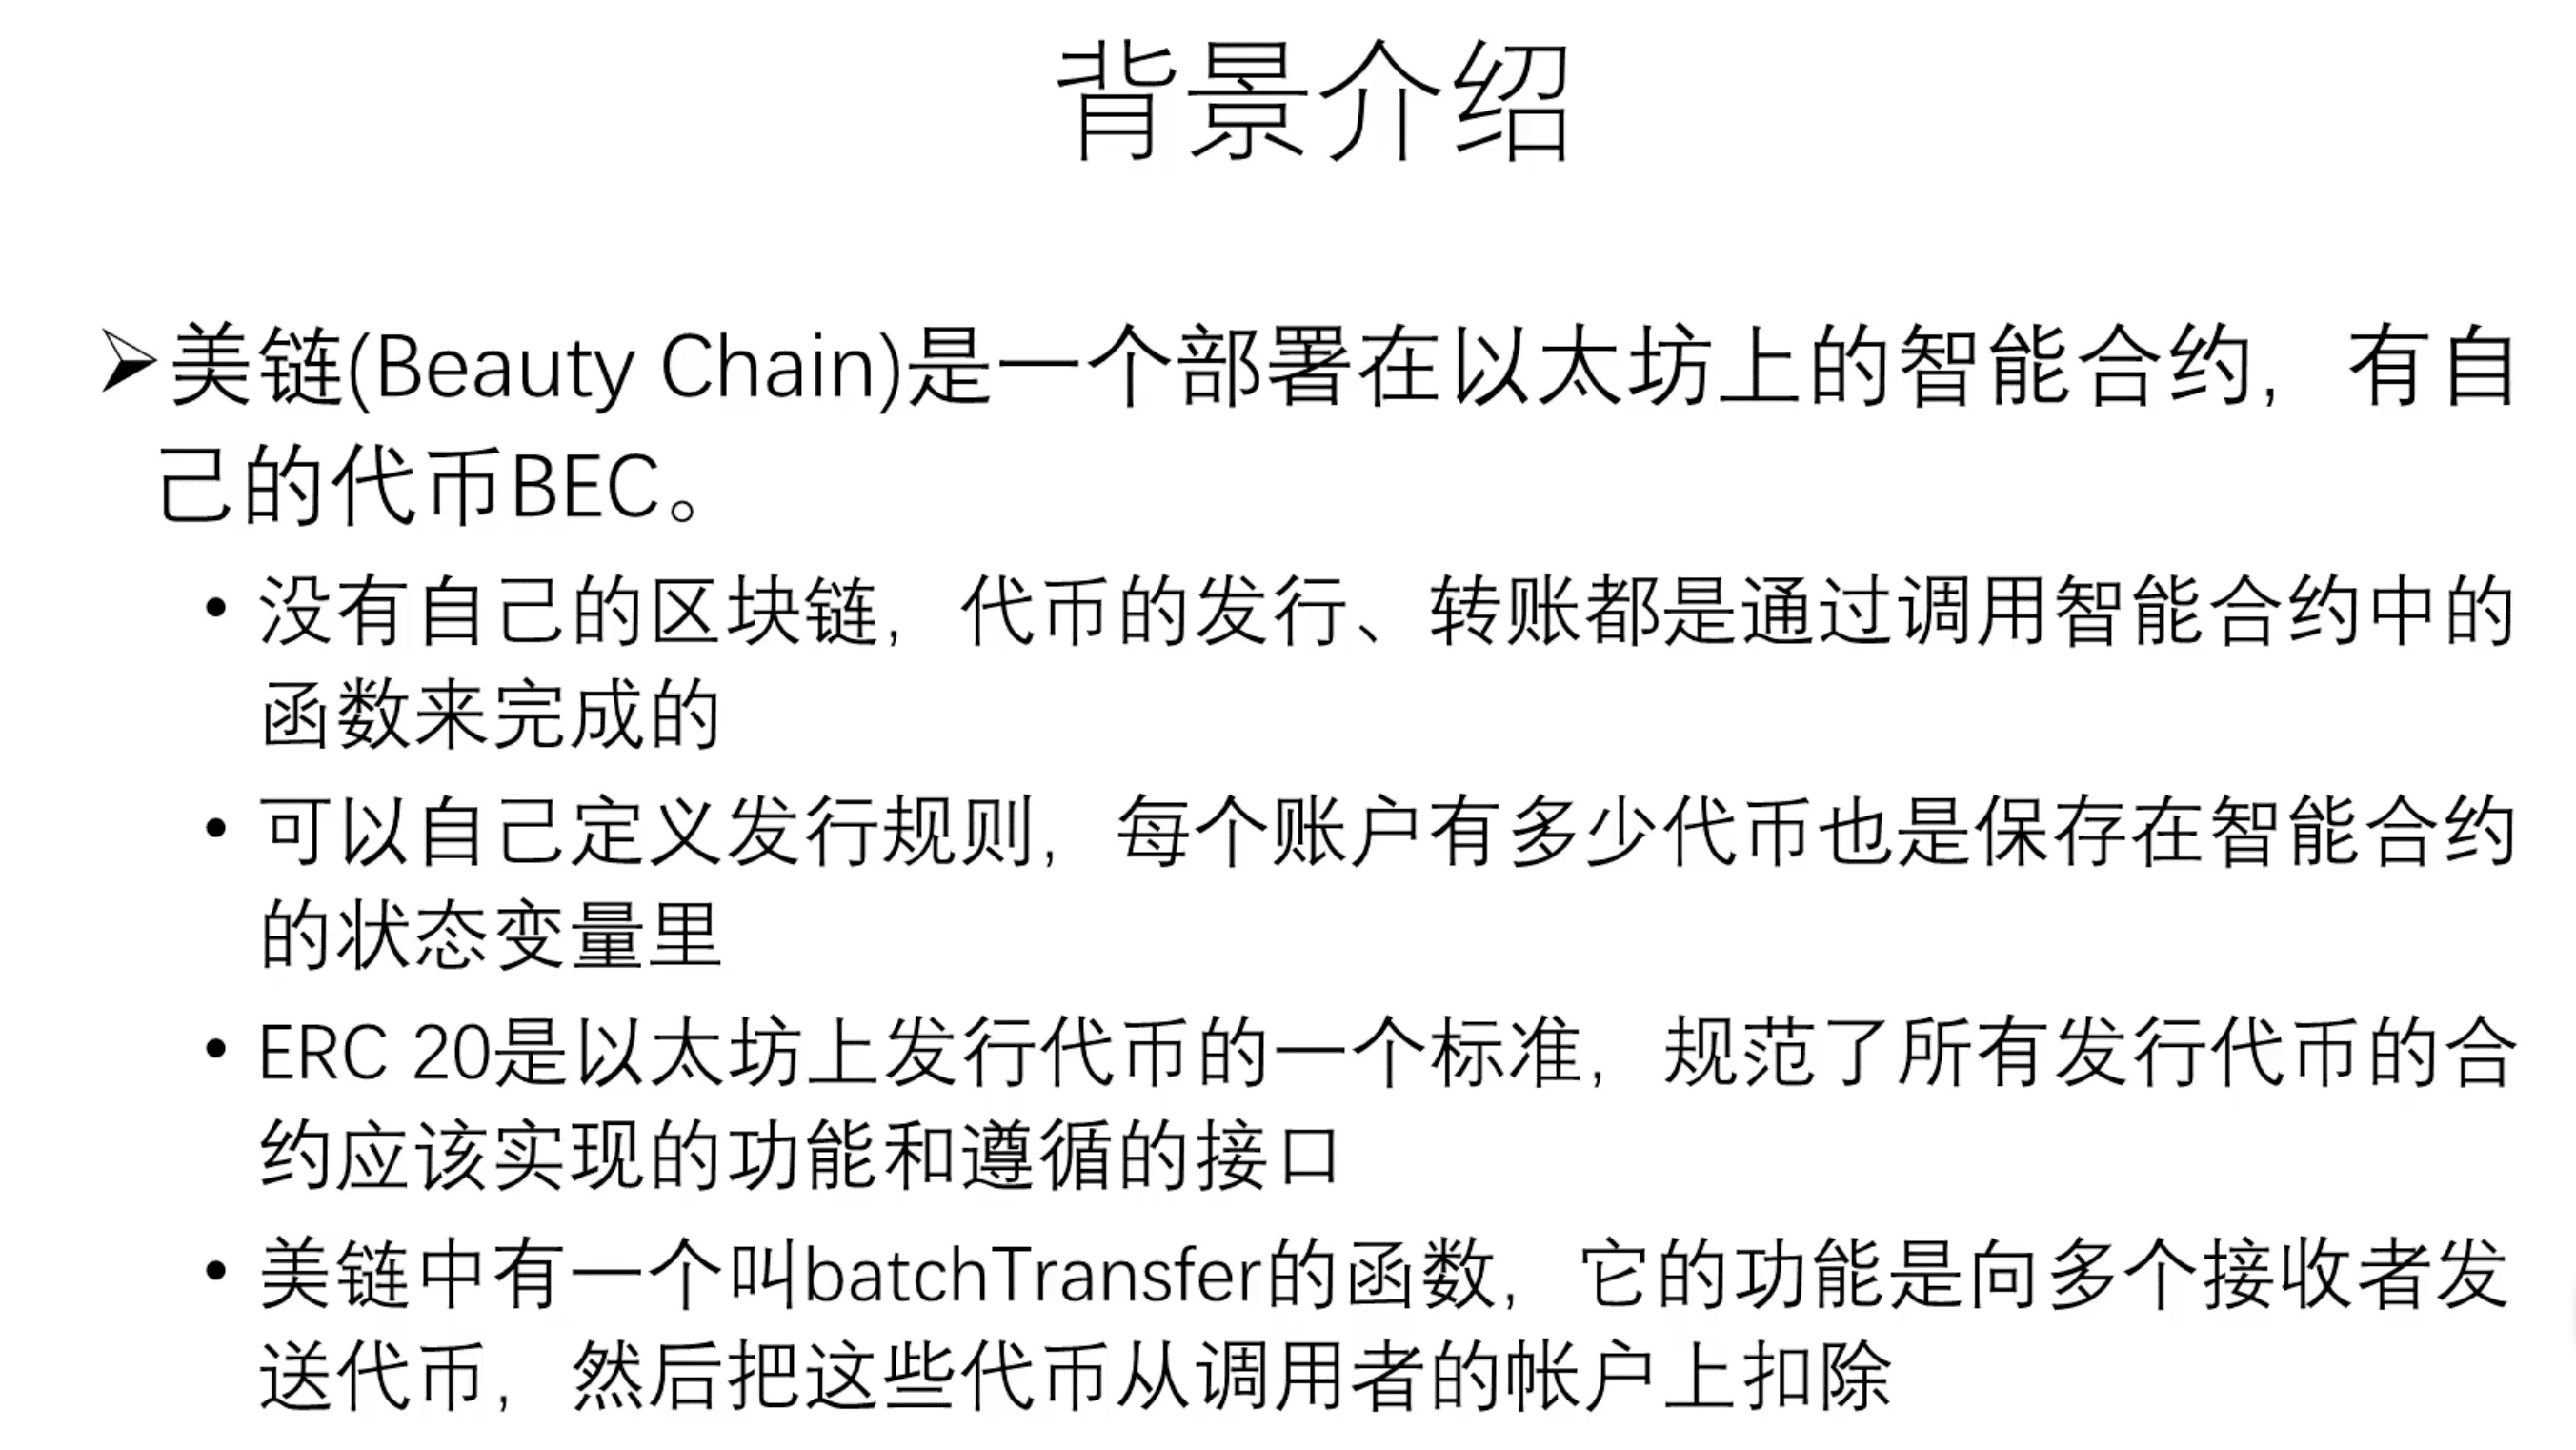 背景介绍
➢美链(Beauty Chain)是一个部署在以太坊上的智能合约，有自
己的代币BEC。
• 没有自己的区块链，代币的发行、转账都是通过调用智能合约中的
函数来完成的
• 可以自己定义发行规则，每个账户有多少代币也是保存在智能合约
的状态变量里
• ERC 20是以太坊上发行代币的一个标准，规范了所有发行代币的合
约应该实现的功能和遵循的接口
• 美链中有一个叫batchTransfer的函数，它的功能是向多个接收者发
送代币，然后把这些代币从调用者的帐户上扣除